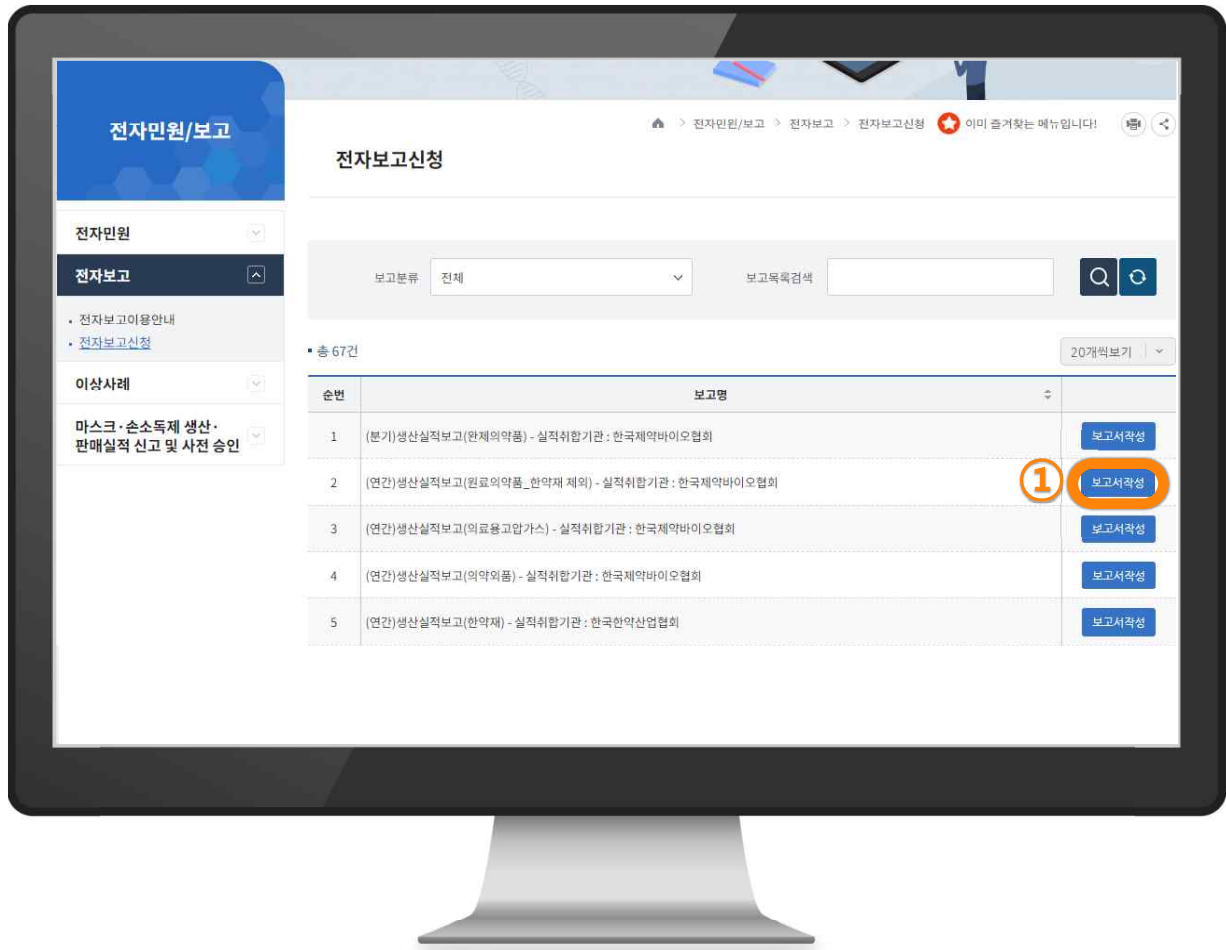 전자민원/보고
전자민원
전자보고
전자보고이용안내
전자보고신청
이상사례
마스크·손소독제 생산·
판매실적 신고 및 사전 승인
> 전자민원/보고 > 전자보고 > 전자보고신청 이미 즐겨찾는 메뉴입니다!
전자보고신청
보고분류 전체 보고목록검색
총 67건 20개씩보기
순번 보고명
1 (분기)생산실적보고(완제의약품) - 실적취합기관 : 한국제약바이오협회 보고서작성
2 (연간)생산실적보고(원료의약품_한약재 제외) - 실적취합기관 : 한국제약바이오협회 ① 보고서작성
3 (연간)생산실적보고(의료용고압가스) - 실적취합기관 : 한국제약바이오협회 보고서작성
4 (연간)생산실적보고(의약외품) - 실적취합기관 : 한국제약바이오협회 보고서작성
5 (연간)생산실적보고(한약재) - 실적취합기관 : 한국한약산업협회 보고서작성